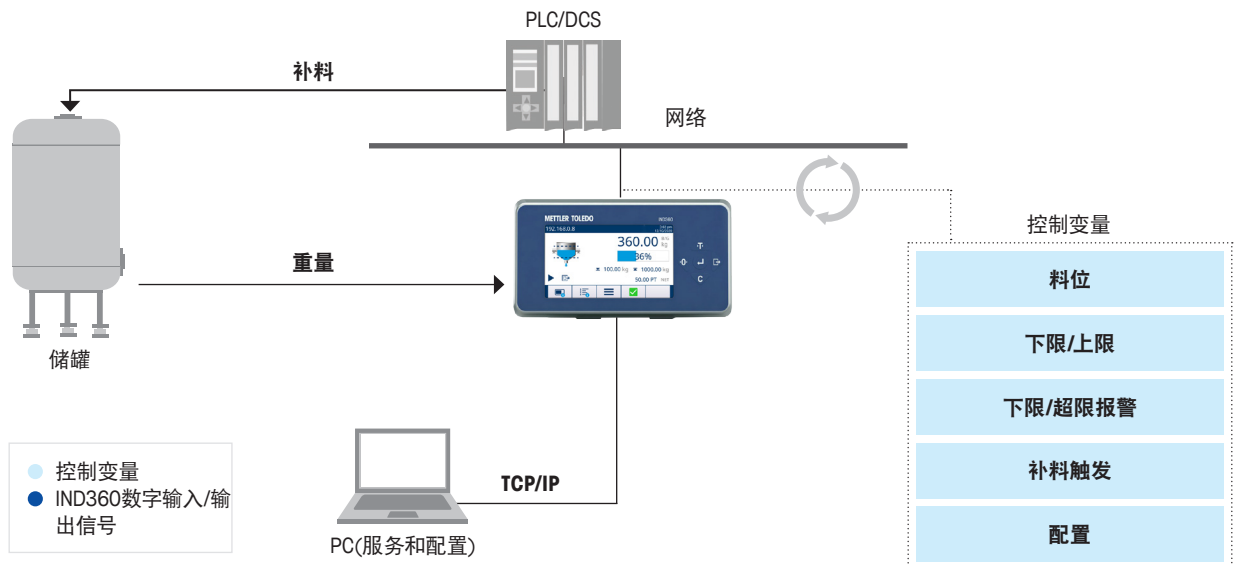 PLC/DCS
补料
网络
METTLER TOLEDO
IND360
192.168.0.8
360.00
kg
36%
100.00 kg
1000.00 kg
50.00 PT
T
0
C
控制变量
料位
下限/上限
下限/超限报警
补料触发
配置
重量
储罐
控制变量
IND360数字输入/输
出信号
TCP/IP
PC(服务和配置)